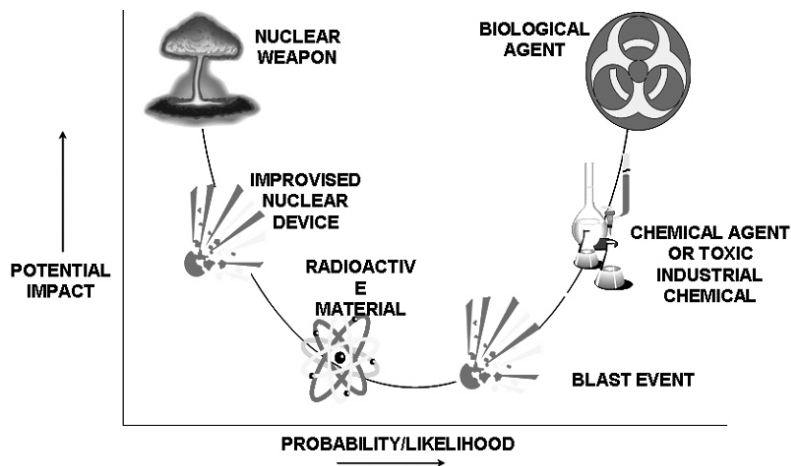 NUCLEAR
WEAPON
BIOLOGICAL
AGENT
IMPROVISED
NUCLEAR
DEVICE
CHEMICAL AGENT
OR TOXIC
INDUSTRIAL
CHEMICAL
POTENTIAL
IMPACT
RADIOACTIV
E
MATERIAL
BLAST EVENT
PROBABILITY/LIKELIHOOD